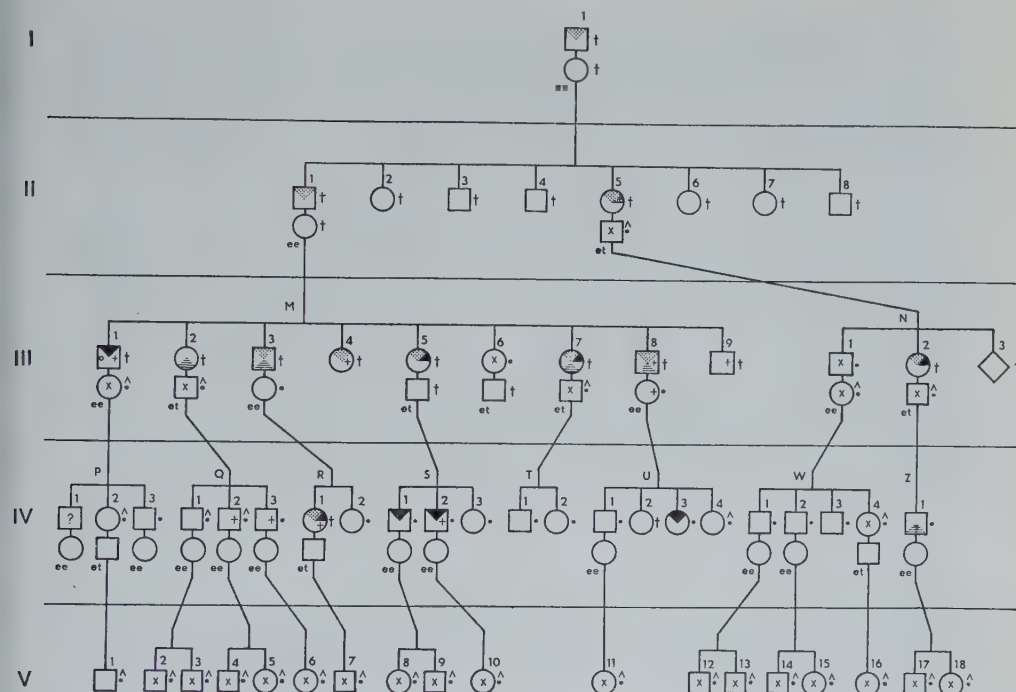 I
1
†
†
==
II
1 2 3 4 5 6 7 8
† † † † † † † †
† x ^
ee et
III
M N
1 2 3 4 5 6 7 8 9 1 2 3
o + † † † + † † x • † + † + † x • †
x ^ x ^ • † † x ^ + • x ^ x ^
ee et ee et et et ee ee et
IV
P Q R S T U W Z
1 2 3 1 2 3 1 2 1 2 3 1 2 1 2 3 4 1 2 3 4 1
? ^ • ^ + ^ + • + † • • + • • • • • † • ^ • • • x ^ •
ee et ee ee ee ee et ee ee ee ee ee et ee
V
1 2 3 4 5 6 7 8 9 10 11 12 13 14 15 16 17 18
^ x ^ x ^ x ^ x ^ x ^ x ^ x ^ x ^ x ^ x ^ x ^ x ^ x ^ x ^ x ^ x ^ x ^